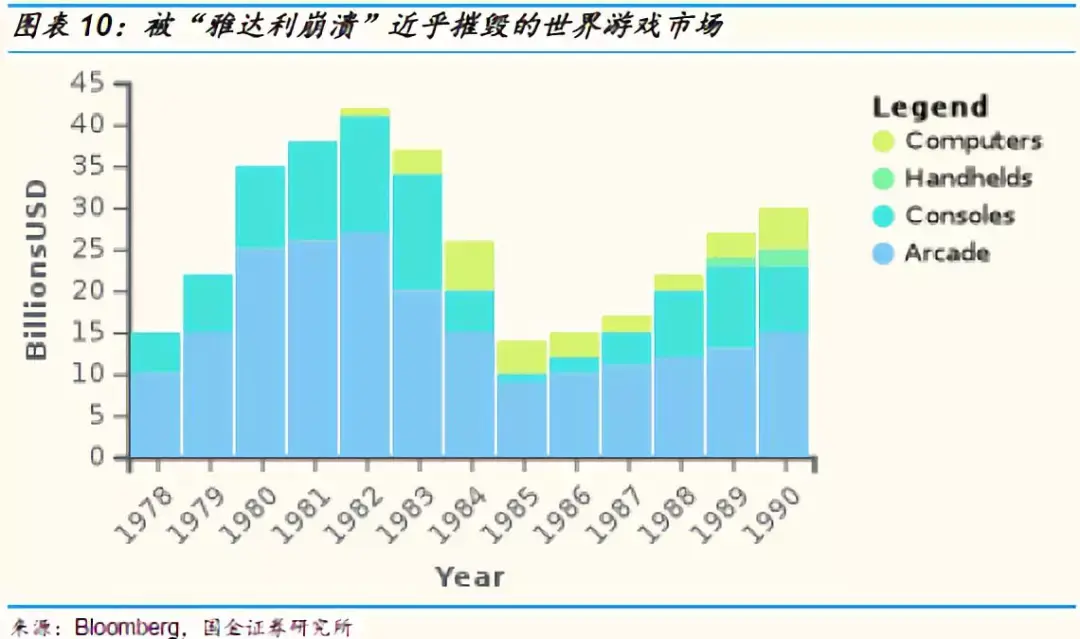 图表 10：被“雅达利崩溃”近乎摧毁的世界游戏市场
45
40
35
30
25
20
15
10
5
0
BillionsUSD
1978
1979
1980
1981
1982
1983
1984
1985
1986
1987
1988
1989
1990
Year
Legend
Computers
Handhelds
Consoles
Arcade
来源：Bloomberg，国金证券研究所